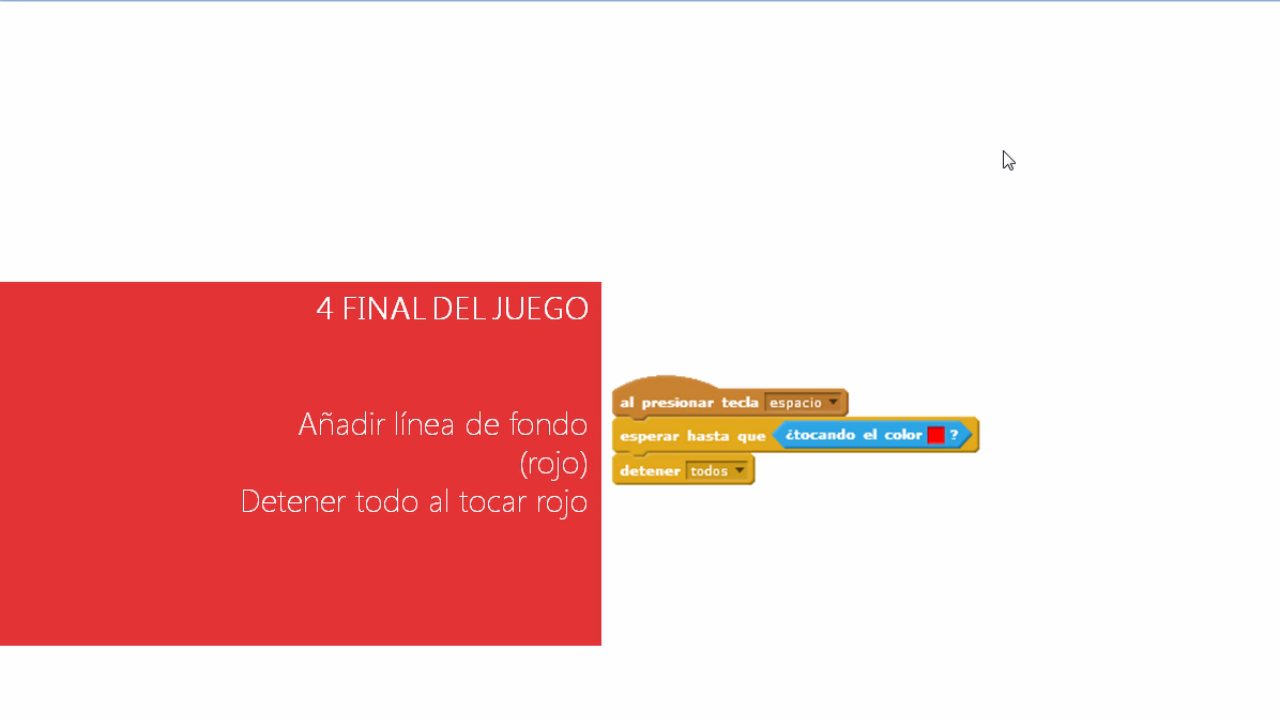 4 FINAL DEL JUEGO
Añadir línea de fondo
(rojo)
Detener todo al tocar rojo
al presionar tecla espacio
esperar hasta que ¿tocando el color ?
detener todos